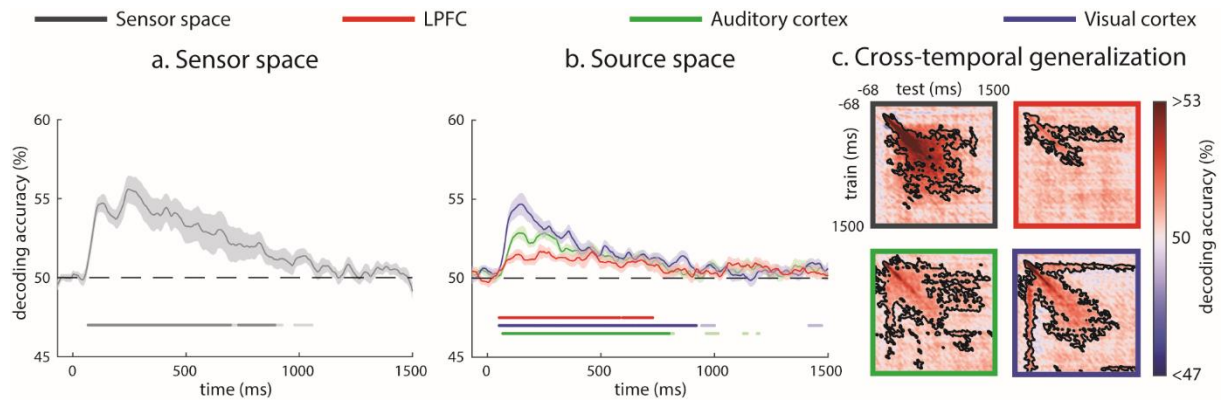 Sensor space
LPFC
Auditory cortex
Visual cortex
a. Sensor space
60
55
50
45
decoding accuracy (%)
0
500
1000
1500
time (ms)
b. Source space
60
55
50
45
decoding accuracy (%)
0
500
1000
1500
time (ms)
c. Cross-temporal generalization
-68
test (ms)
1500
-68
train (ms)
1500
>53
50
<47
decoding accuracy (%)